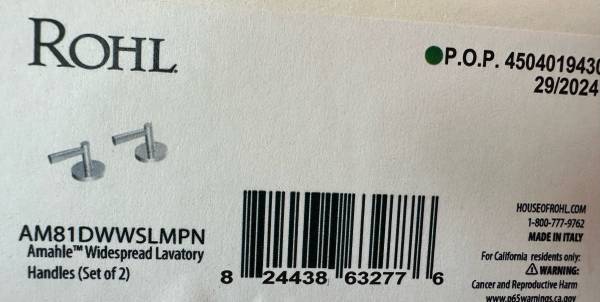 ROHL
P.O.P. 4504019430
29/2024
AM81DWWSLMPN
Amahle™ Widespread Lavatory
Handles (Set of 2)
8 24438 63277 6
HOUSEOFROHL.COM
1-800-777-9762
MADE IN ITALY
For California residents only:
⚠ WARNING:
Cancer and Reproductive Harm
www.p65warnings.ca.gov